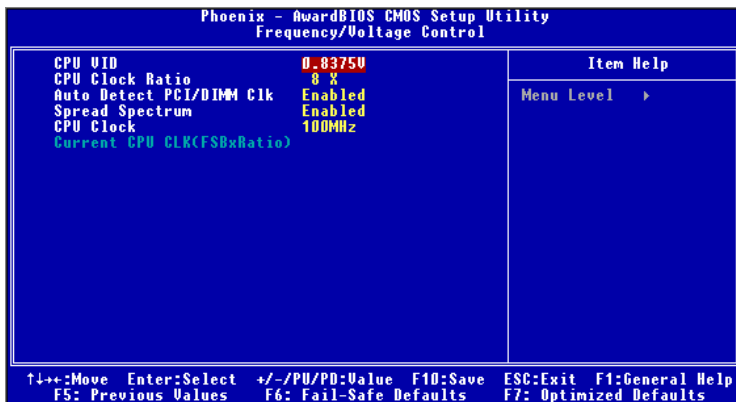 Phoenix - AwardBIOS CMOS Setup Utility
Frequency/Voltage Control
CPU VID 0.8375V
CPU Clock Ratio 8 X
Auto Detect PCI/DIMM Clk Enabled
Spread Spectrum Enabled
CPU Clock 100MHz
Current CPU CLK(FSBxRatio)
Item Help
Menu Level ▸
↑↓→←:Move Enter:Select +/-/PU/PD:Value F10:Save ESC:Exit F1:General Help
F5: Previous Values F6: Fail-Safe Defaults F7: Optimized Defaults